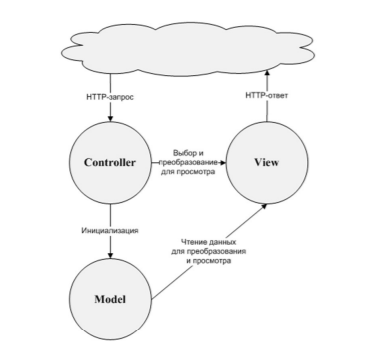 HTTP-запрос
HTTP-ответ
Controller
Выбор и
преобразование
для просмотра
View
Инициализация
Чтение данных
для преобразования
и просмотра
Model